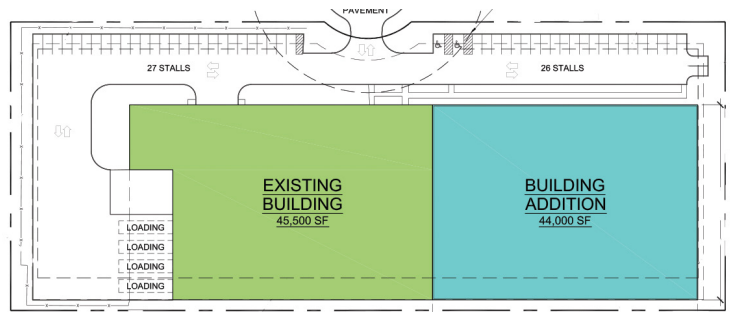 PAVEMENT
27 STALLS
26 STALLS
EXISTING
BUILDING
45,500 SF
BUILDING
ADDITION
44,000 SF
LOADING
LOADING
LOADING
LOADING